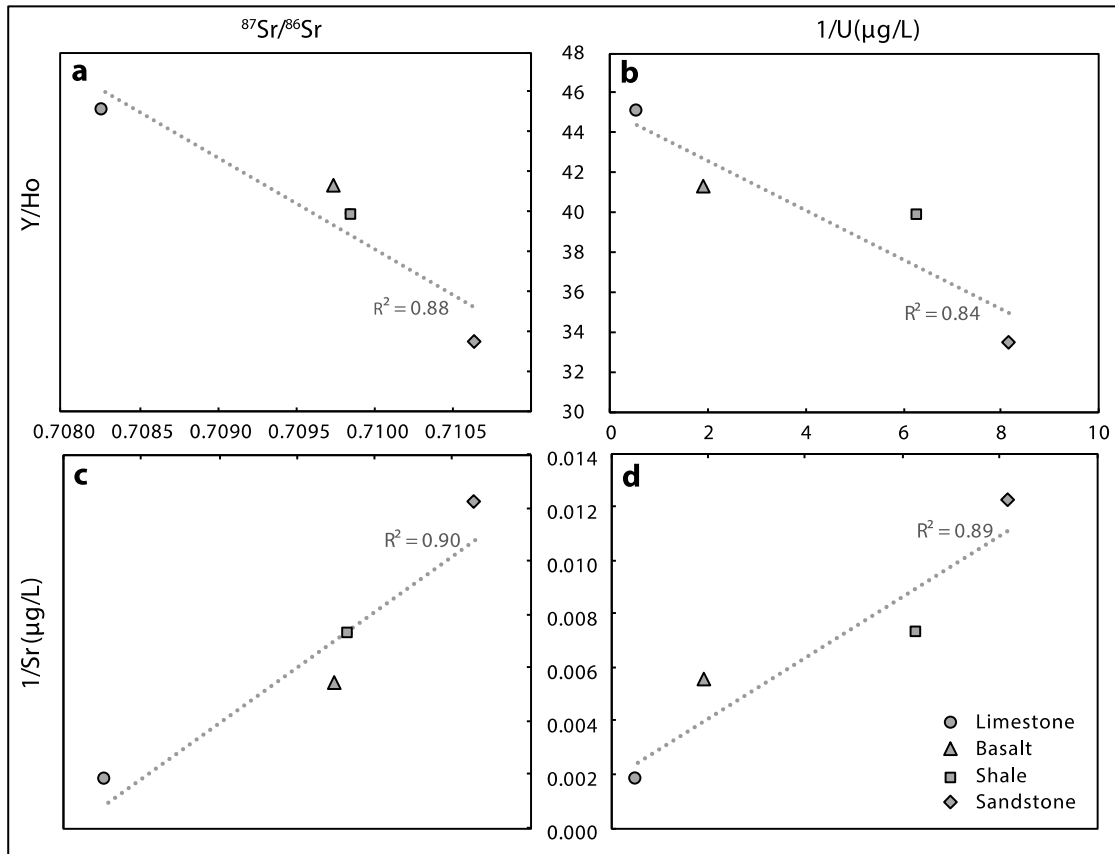 ⁸⁷Sr/⁸⁶Sr
1/U(µg/L)
a
Y/Ho
R² = 0.88
0.7080 0.7085 0.7090 0.7095 0.7100 0.7105
48
46
44
42
40
38
36
34
32
30
b
R² = 0.84
0 2 4 6 8 10
c
1/Sr(µg/L)
R² = 0.90
0.014
0.012
0.010
0.008
0.006
0.004
0.002
0.000
d
R² = 0.89
Limestone
Basalt
Shale
Sandstone